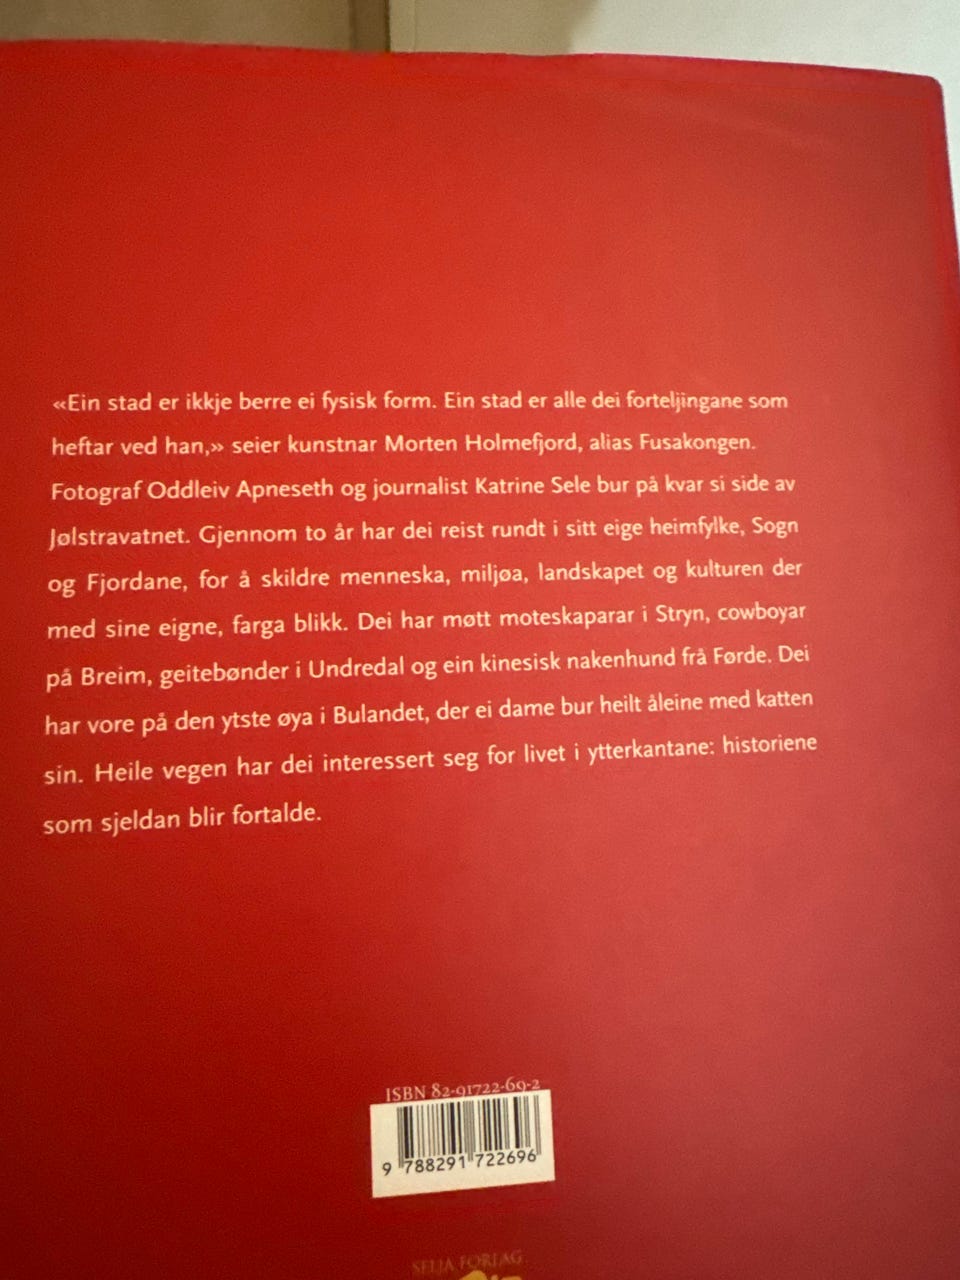 «Ein stad er ikkje berre ei fysisk form. Ein stad er alle dei forteljingane som
heftar ved han,» seier kunstnar Morten Holmefjord, alias Fusakongen.
Fotograf Oddleiv Apneseth og journalist Katrine Sele bur på kvar si side av
Jølstravatnet. Gjennom to år har dei reist rundt i sitt eige heimfylke, Sogn
og Fjordane, for å skildre menneska, miljøa, landskapet og kulturen der
med sine eigne, farga blikk. Dei har møtt moteskaparar i Stryn, cowboyar
på Breim, geitebønder i Undredal og ein kinesisk nakenhund frå Førde. Dei
har vore på den ytste øya i Bulandet, der ei dame bur heilt åleine med katten
sin. Heile vegen har dei interessert seg for livet i ytterkantane: historiene
som sjeldan blir fortalde.
ISBN 82-91722-69-2
9 788291 722696
SELJA FORLAG